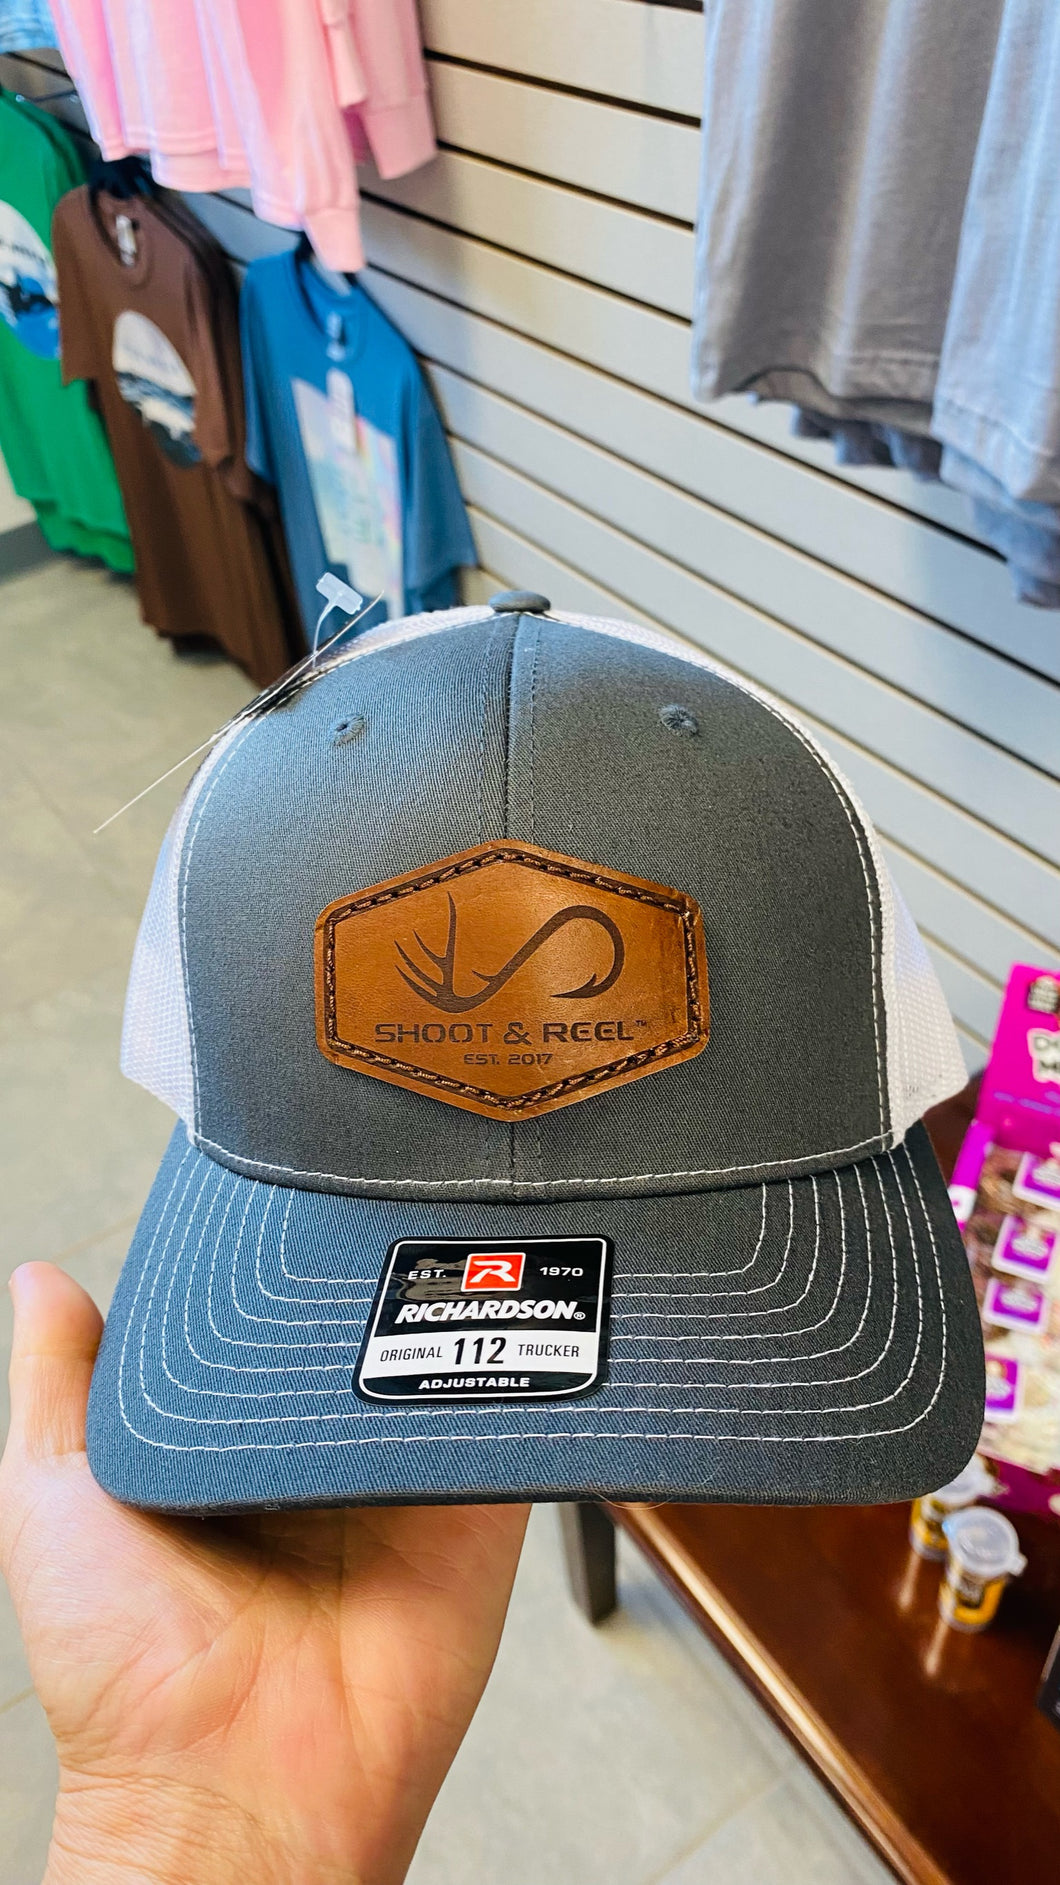 SHOOT & REEL™
EST. 2017
EST. R 1970
RICHARDSON®
ORIGINAL 112 TRUCKER
ADJUSTABLE